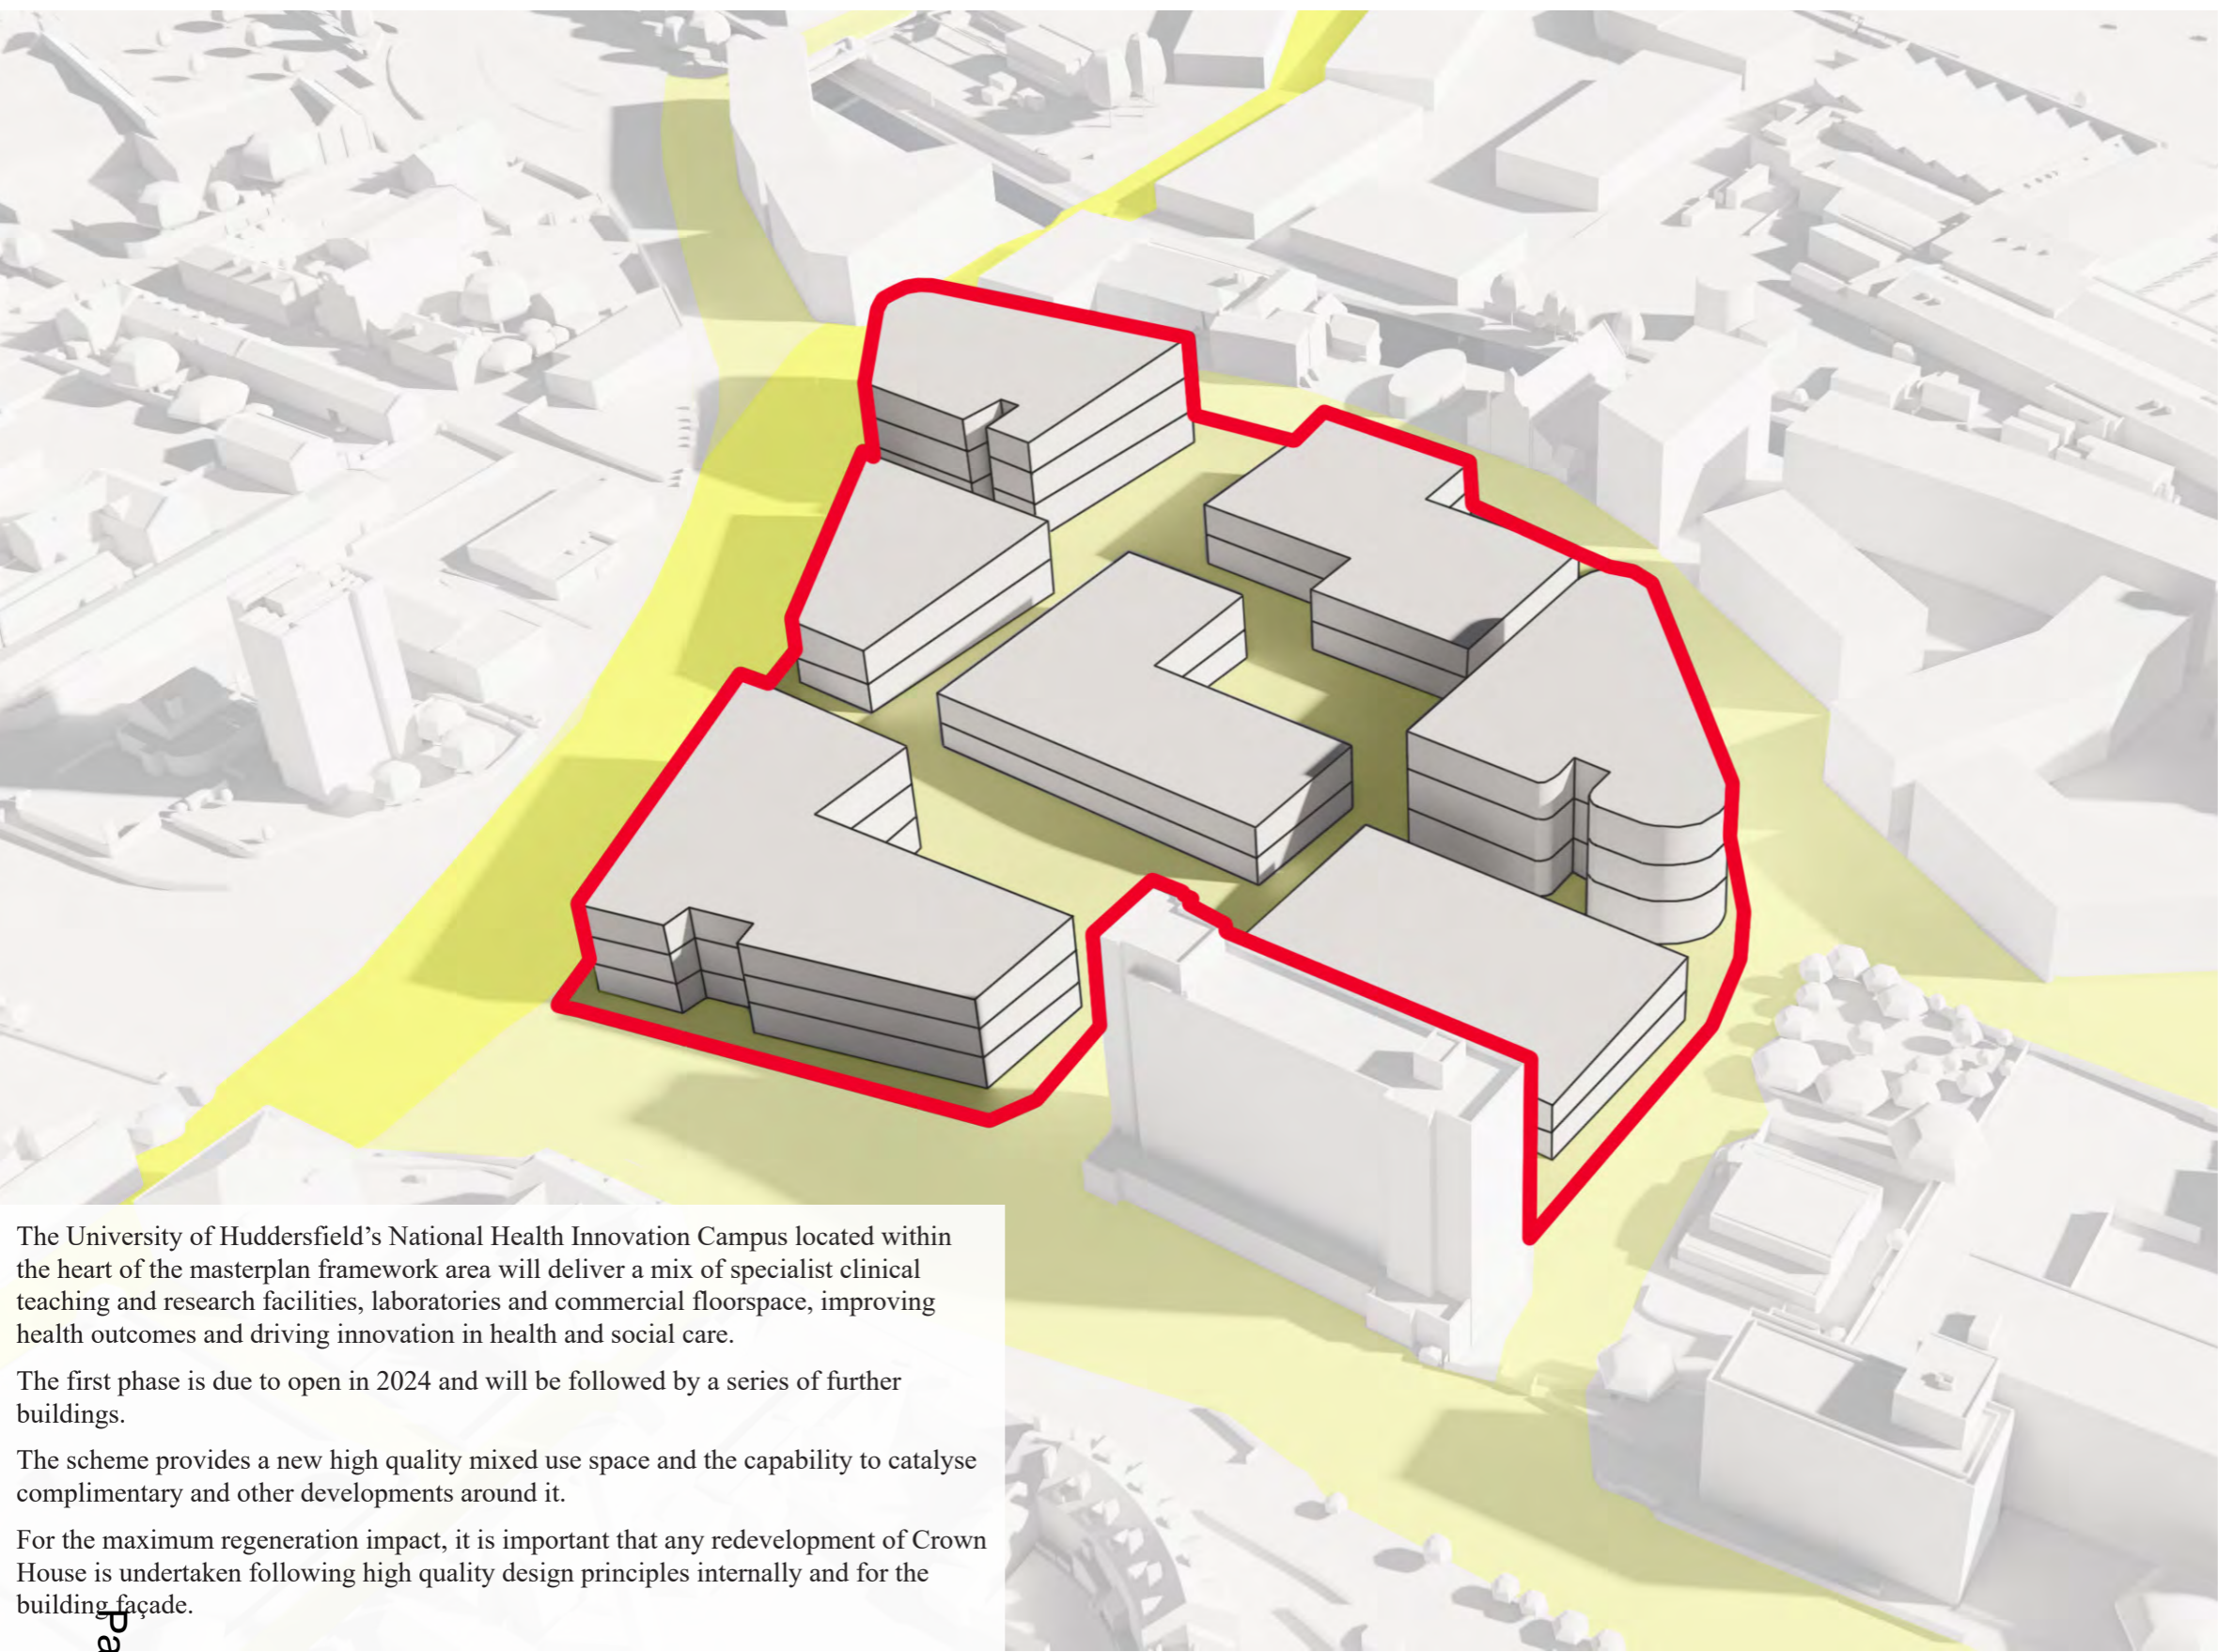 The University of Huddersfield’s National Health Innovation Campus located within
the heart of the masterplan framework area will deliver a mix of specialist clinical
teaching and research facilities, laboratories and commercial floorspace, improving
health outcomes and driving innovation in health and social care.
The first phase is due to open in 2024 and will be followed by a series of further
buildings.
The scheme provides a new high quality mixed use space and the capability to catalyse
complimentary and other developments around it.
For the maximum regeneration impact, it is important that any redevelopment of Crown
House is undertaken following high quality design principles internally and for the
building façade.
Pa